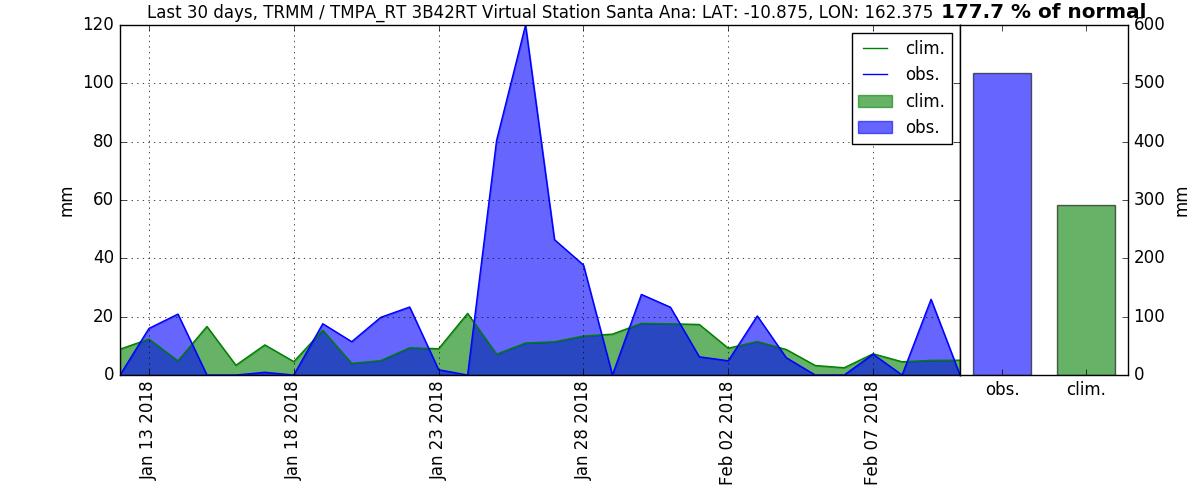 Last 30 days, TRMM / TMPA_RT 3B42RT Virtual Station Santa Ana: LAT: -10.875, LON: 162.375 177.7 % of normal
120
100
80
60
40
20
0
mm
clim.
obs.
clim.
obs.
Jan 13 2018
Jan 18 2018
Jan 23 2018
Jan 28 2018
Feb 02 2018
Feb 07 2018
600
500
400
300
200
100
0
mm
obs.
clim.